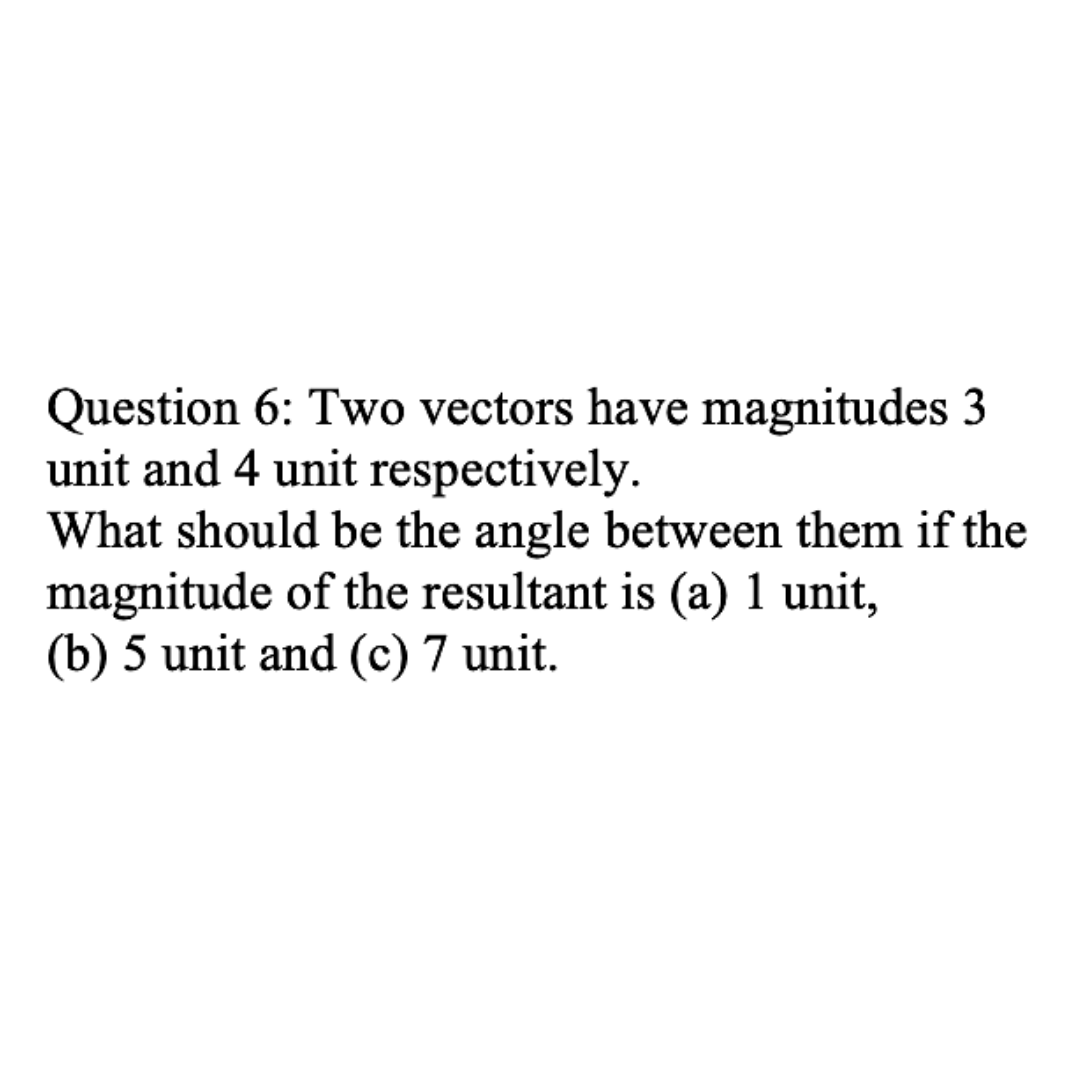 Question 6: Two vectors have magnitudes 3
unit and 4 unit respectively.
What should be the angle between them if the
magnitude of the resultant is (a) 1 unit,
(b) 5 unit and (c) 7 unit.